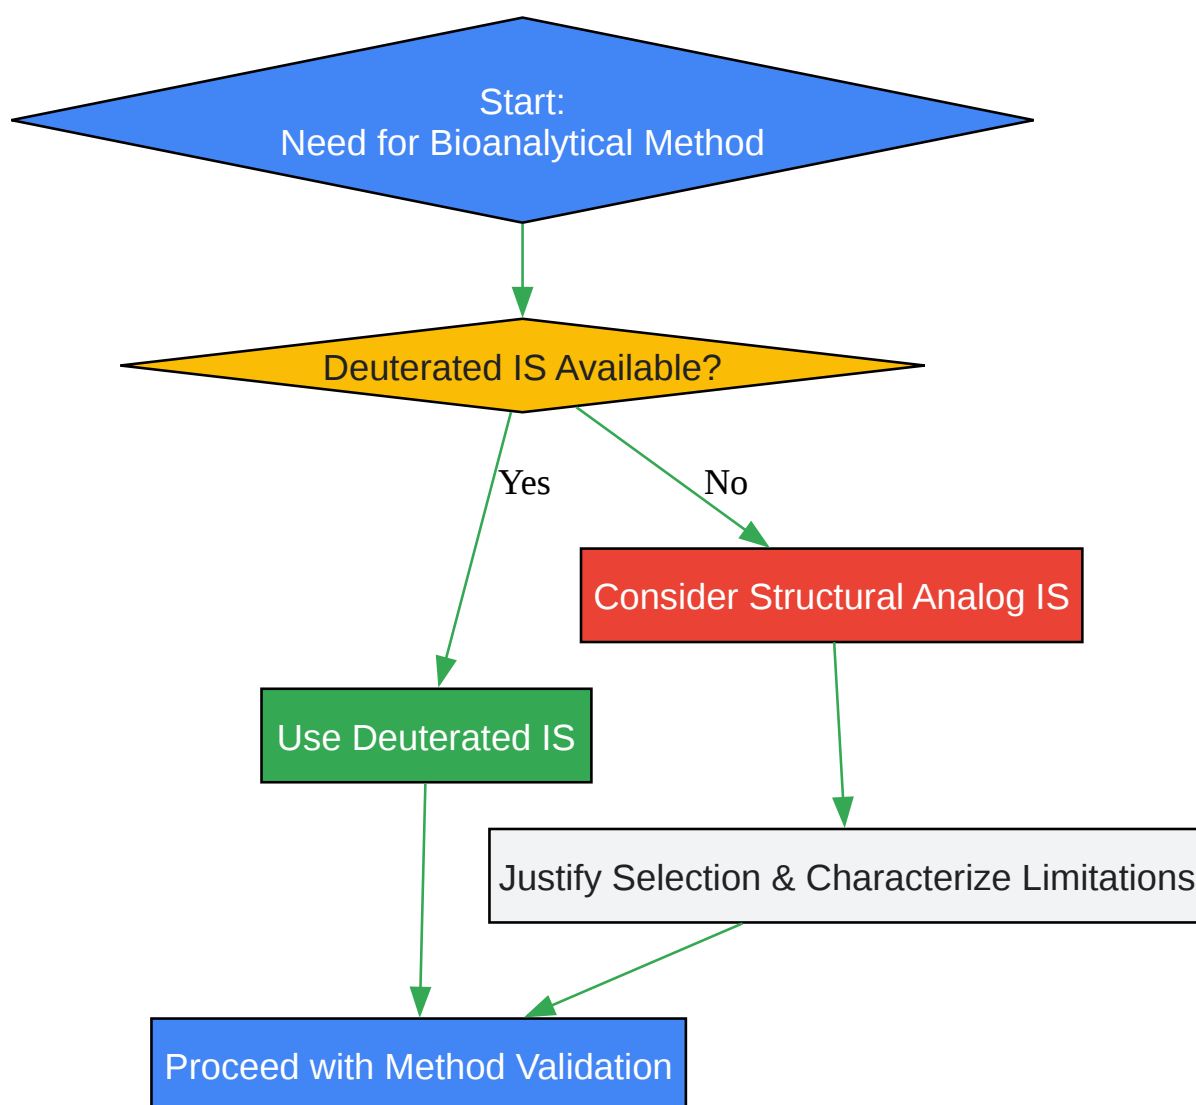 Start:
Need for Bioanalytical Method
Deuterated IS Available?
Yes
No
Consider Structural Analog IS
Use Deuterated IS
Justify Selection & Characterize Limitations
Proceed with Method Validation